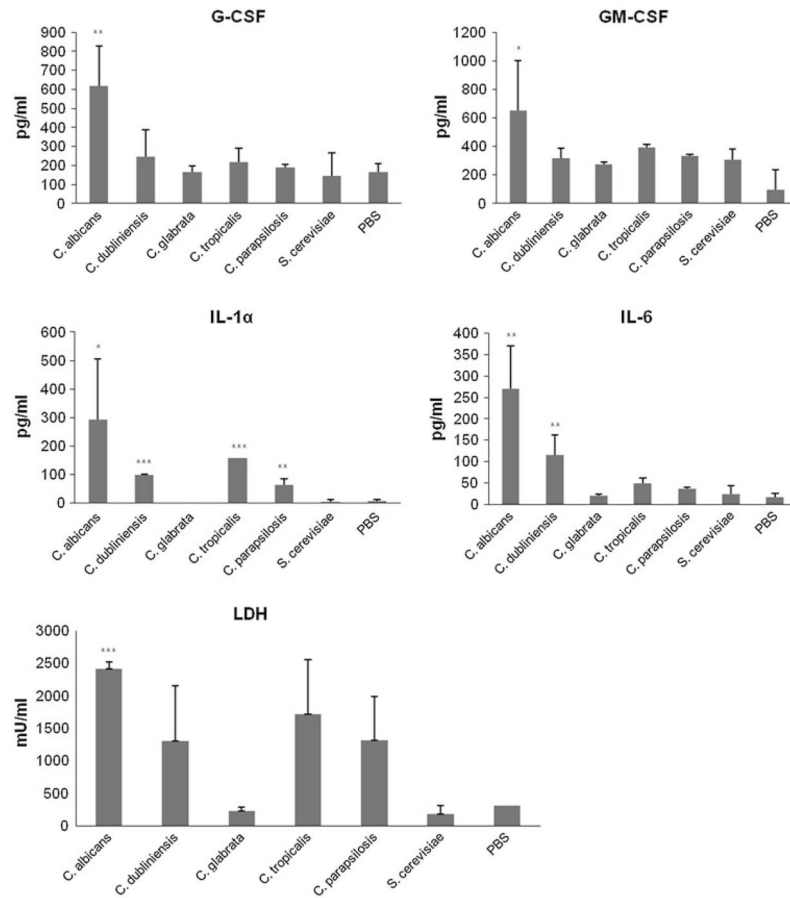 G-CSF
**
pg/ml
900
800
700
600
500
400
300
200
100
0
C. albicans
C. dubliniensis
C. glabrata
C. tropicalis
C. parapsilosis
S. cerevisiae
PBS
GM-CSF
*
pg/ml
1200
1000
800
600
400
200
0
C. albicans
C. dubliniensis
C. glabrata
C. tropicalis
C. parapsilosis
S. cerevisiae
PBS
IL-1α
*
***
***
**
pg/ml
600
500
400
300
200
100
0
C. albicans
C. dubliniensis
C. glabrata
C. tropicalis
C. parapsilosis
S. cerevisiae
PBS
IL-6
**
**
pg/ml
400
350
300
250
200
150
100
50
0
C. albicans
C. dubliniensis
C. glabrata
C. tropicalis
C. parapsilosis
S. cerevisiae
PBS
LDH
***
mU/ml
3000
2500
2000
1500
1000
500
0
C. albicans
C. dubliniensis
C. glabrata
C. tropicalis
C. parapsilosis
S. cerevisiae
PBS